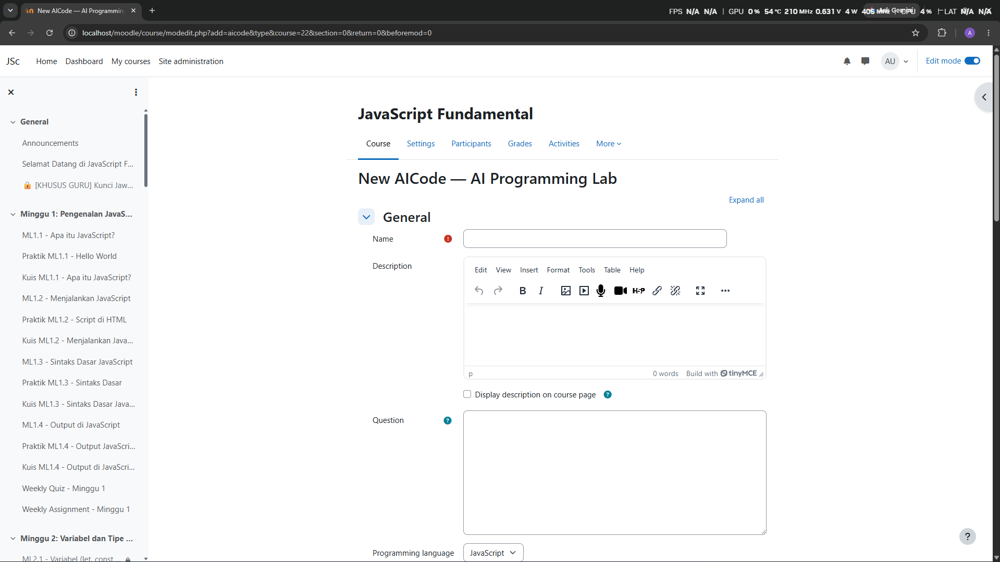 New AICode — AI Programmin
FPS N/A N/A | GPU 0 % 54 °C 210 MHz 0.631 V 4 W 405 MHz | CPU 4 % LAT N/A N/A
Ask Gemini
localhost/moodle/course/modedit.php?add=aicode&type&course=22&section=0&return=0&beforemod=0
A
JSc
Home
Dashboard
My courses
Site administration
AU
Edit mode
General
Announcements
Selamat Datang di JavaScript F...
[KHUSUS GURU] Kunci Jaw...
Minggu 1: Pengenalan JavaS...
ML1.1 - Apa itu JavaScript?
Praktik ML1.1 - Hello World
Kuis ML1.1 - Apa itu JavaScript?
ML1.2 - Menjalankan JavaScript
Praktik ML1.2 - Script di HTML
Kuis ML1.2 - Menjalankan Java...
ML1.3 - Sintaks Dasar JavaScript
Praktik ML1.3 - Sintaks Dasar
Kuis ML1.3 - Sintaks Dasar Java...
ML1.4 - Output di JavaScript
Praktik ML1.4 - Output JavaScri...
Kuis ML1.4 - Output di JavaScri...
Weekly Quiz - Minggu 1
Weekly Assignment - Minggu 1
Minggu 2: Variabel dan Tipe ...
ML2.1 - Variabel (let, const,...
JavaScript Fundamental
Course
Settings
Participants
Grades
Activities
More
New AICode — AI Programming Lab
Expand all
General
Name
Description
Edit View Insert Format Tools Table Help
B I H5P
p
0 words
Build with tinyMCE
Display description on course page
?
Question
?
Programming language
JavaScript
?